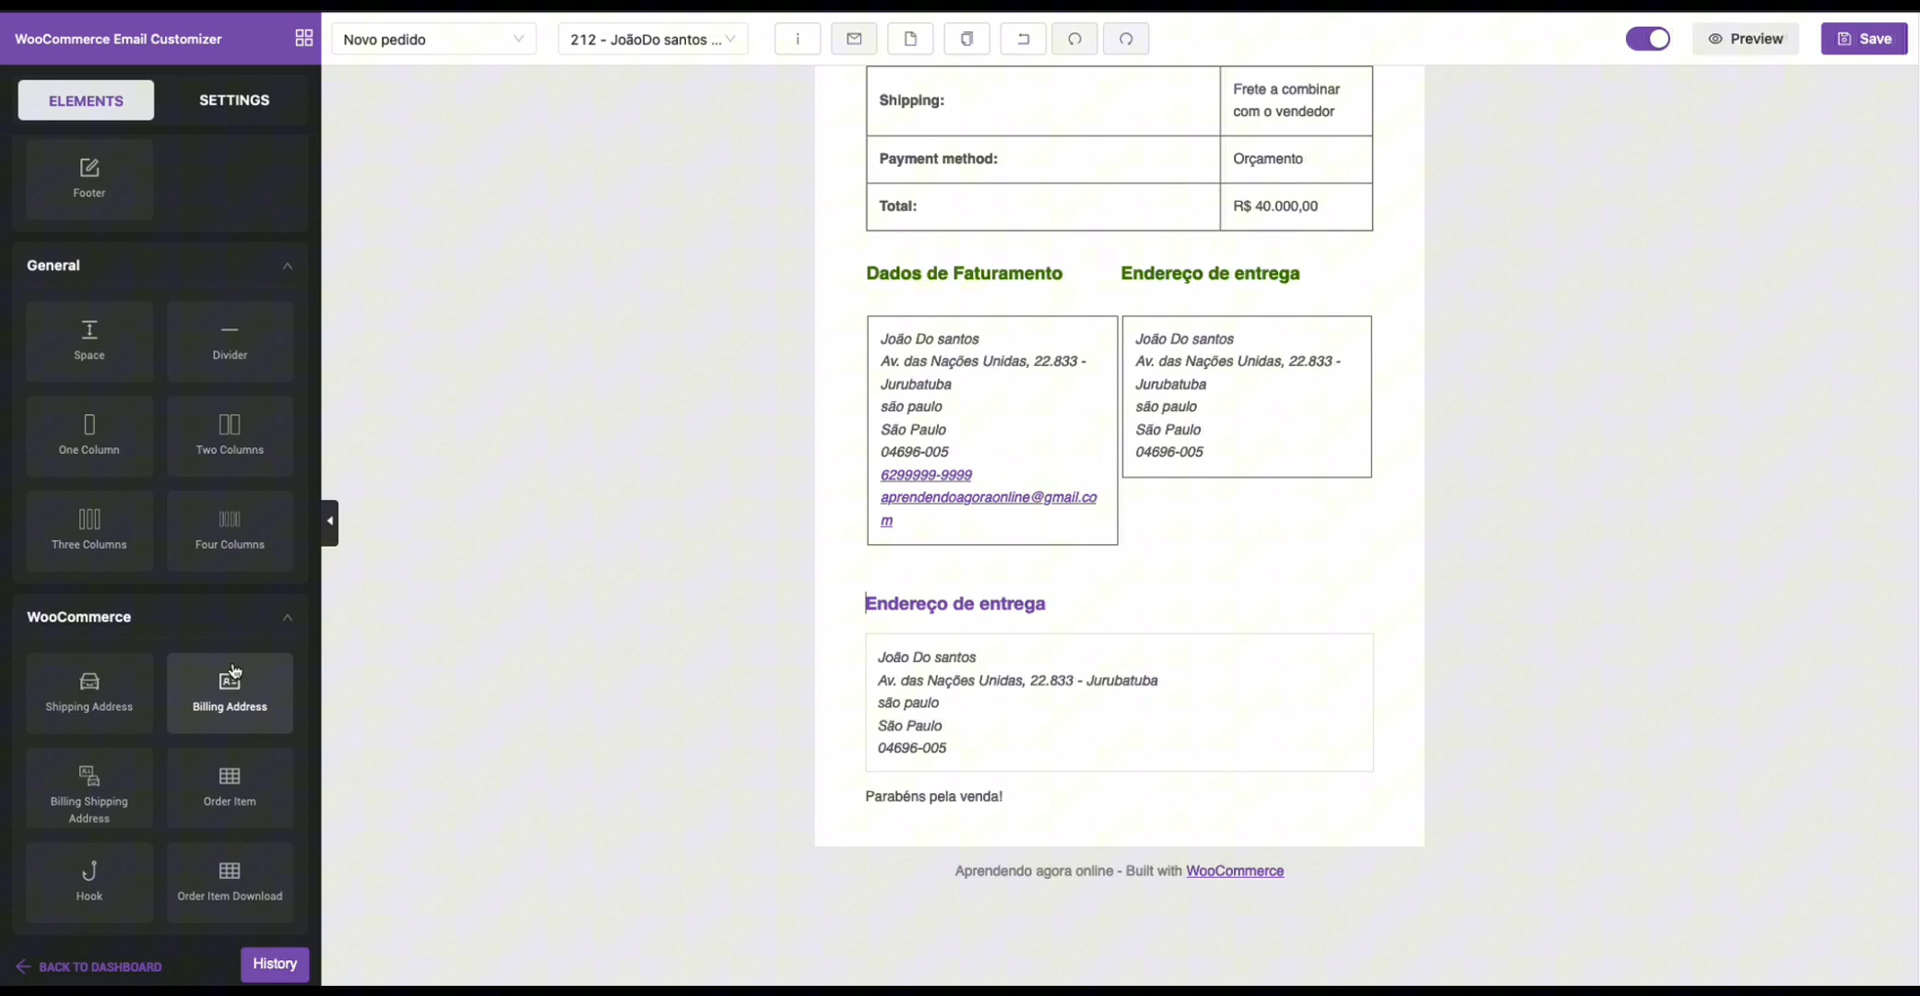 WooCommerce Email Customizer
Novo pedido
212 - JoãoDo santos ...
Preview
Save
ELEMENTS
SETTINGS
Footer
General
Space
Divider
One Column
Two Columns
Three Columns
Four Columns
WooCommerce
Shipping Address
Billing Address
Billing Shipping
Address
Order Item
Hook
Order Item Download
BACK TO DASHBOARD
History
Shipping:
Frete a combinar
com o vendedor
Payment method:
Orçamento
Total:
R$ 40.000,00
Dados de Faturamento
Endereço de entrega
João Do santos
Av. das Nações Unidas, 22.833 -
Jurubatuba
são paulo
São Paulo
04696-005
6299999-9999
aprendendoagoraonline@gmail.co
m
João Do santos
Av. das Nações Unidas, 22.833 -
Jurubatuba
são paulo
São Paulo
04696-005
Endereço de entrega
João Do santos
Av. das Nações Unidas, 22.833 - Jurubatuba
são paulo
São Paulo
04696-005
Parabéns pela venda!
Aprendendo agora online - Built with WooCommerce